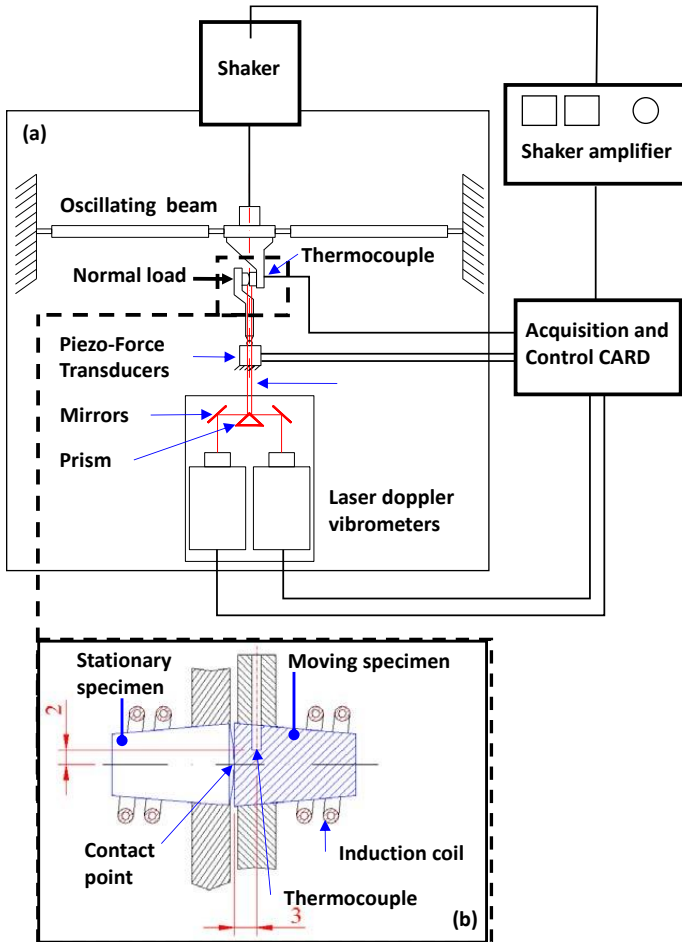 Shaker
(a)
Shaker amplifier
Oscillating beam
Thermocouple
Normal load
Acquisition and
Control CARD
Piezo-Force
Transducers
Mirrors
Prism
Laser doppler
vibrometers
Stationary
specimen
Moving specimen
2
Contact
point
Induction coil
Thermocouple
3
(b)